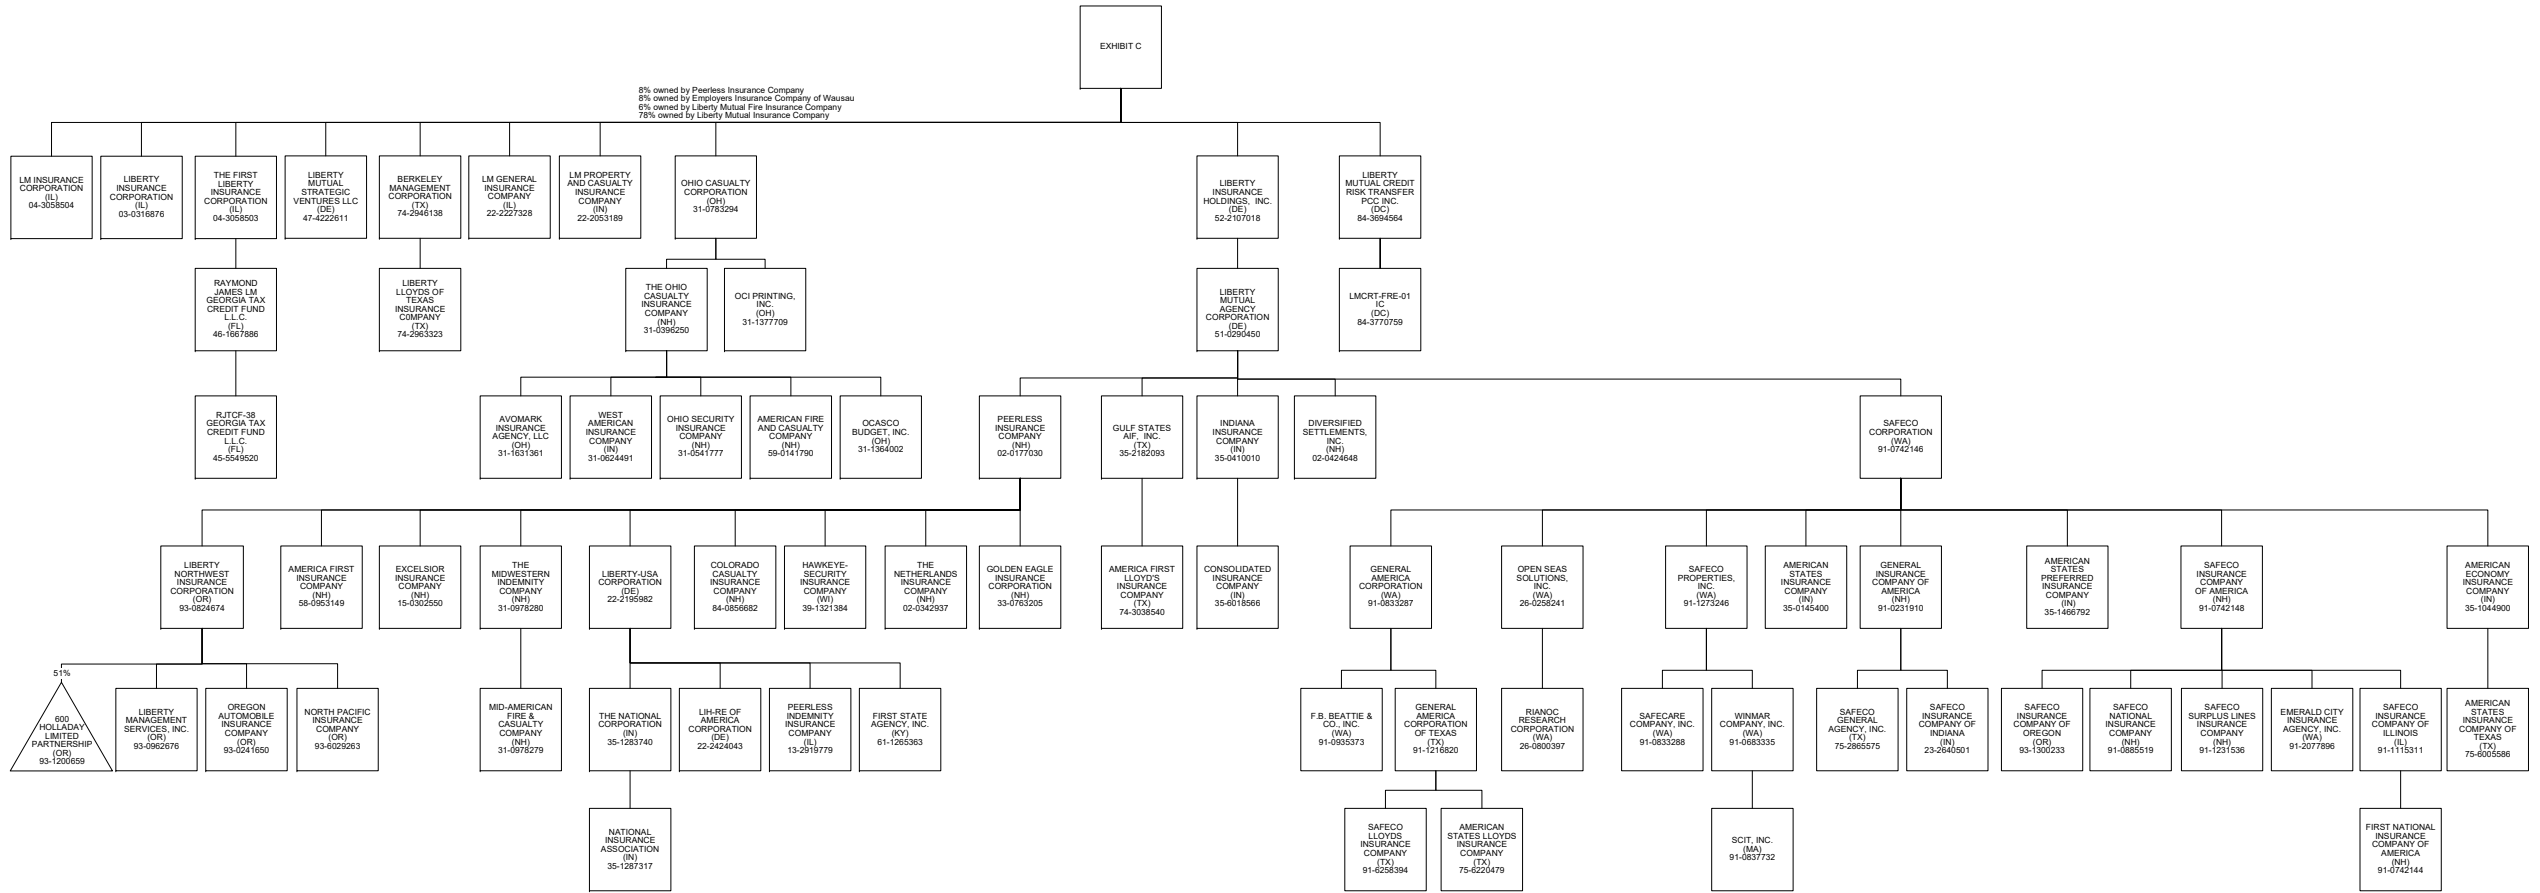 EXHIBIT C
8% owned by Peerless Insurance Company
8% owned by Employers Insurance Company of Wausau
6% owned by Liberty Mutual Fire Insurance Company
78% owned by Liberty Mutual Insurance Company
LM INSURANCE
CORPORATION
(IL)
04-3058504
LIBERTY
INSURANCE
CORPORATION
(IL)
03-0316876
THE FIRST
LIBERTY
INSURANCE
CORPORATION
(IL)
04-3058503
LIBERTY
MUTUAL
STRATEGIC
VENTURES LLC
(DE)
47-4222611
BERKELEY
MANAGEMENT
CORPORATION
(TX)
74-2946138
LM GENERAL
INSURANCE
COMPANY
(IL)
22-2227328
LM PROPERTY
AND CASUALTY
INSURANCE
COMPANY
(IN)
22-2053189
OHIO CASUALTY
CORPORATION
(OH)
31-0783294
LIBERTY
INSURANCE
HOLDINGS, INC.
(DE)
52-2107018
LIBERTY
MUTUAL CREDIT
RISK TRANSFER
PCC INC.
(DC)
84-3694564
RAYMOND
JAMES LM
GEORGIA TAX
CREDIT FUND
L.L.C.
(FL)
46-1667886
LIBERTY
LLOYDS OF
TEXAS
INSURANCE
C0MPANY
(TX)
74-2963323
THE OHIO
CASUALTY
INSURANCE
COMPANY
(NH)
31-0396250
OCI PRINTING,
INC.
(OH)
31-1377709
LIBERTY
MUTUAL
AGENCY
CORPORATION
(DE)
51-0290450
LMCRT-FRE-01
IC
(DC)
84-3770759
RJTCF-38
GEORGIA TAX
CREDIT FUND
L.L.C.
(FL)
45-5549520
AVOMARK
INSURANCE
AGENCY, LLC
(OH)
31-1631361
WEST
AMERICAN
INSURANCE
COMPANY
(IN)
31-0624491
OHIO SECURITY
INSURANCE
COMPANY
(NH)
31-0541777
AMERICAN FIRE
AND CASUALTY
COMPANY
(NH)
59-0141790
OCASCO
BUDGET, INC.
(OH)
31-1364002
PEERLESS
INSURANCE
COMPANY
(NH)
02-0177030
GULF STATES
AIF, INC.
(TX)
35-2182093
INDIANA
INSURANCE
COMPANY
(IN)
35-0410010
DIVERSIFIED
SETTLEMENTS,
INC.
(NH)
02-0424648
SAFECO
CORPORATION
(WA)
91-0742146
LIBERTY
NORTHWEST
INSURANCE
CORPORATION
(OR)
93-0824674
AMERICA FIRST
INSURANCE
COMPANY
(NH)
58-0953149
EXCELSIOR
INSURANCE
COMPANY
(NH)
15-0302550
THE
MIDWESTERN
INDEMNITY
COMPANY
(NH)
31-0978280
LIBERTY-USA
CORPORATION
(DE)
22-2195982
COLORADO
CASUALTY
INSURANCE
COMPANY
(NH)
84-0856682
HAWKEYE-
SECURITY
INSURANCE
COMPANY
(WI)
39-1321384
THE
NETHERLANDS
INSURANCE
COMPANY
(NH)
02-0342937
GOLDEN EAGLE
INSURANCE
CORPORATION
(NH)
33-0763205
AMERICA FIRST
LLOYD'S
INSURANCE
COMPANY
(TX)
74-3038540
CONSOLIDATED
INSURANCE
COMPANY
(IN)
35-6018566
GENERAL
AMERICA
CORPORATION
(WA)
91-0833287
OPEN SEAS
SOLUTIONS,
INC.
(WA)
26-0258241
SAFECO
PROPERTIES,
INC.
(WA)
91-1273246
AMERICAN
STATES
INSURANCE
COMPANY
(IN)
35-0145400
GENERAL
INSURANCE
COMPANY OF
AMERICA
(NH)
91-0231910
AMERICAN
STATES
PREFERRED
INSURANCE
COMPANY
(IN)
35-1466792
SAFECO
INSURANCE
COMPANY
OF AMERICA
(NH)
91-0742148
AMERICAN
ECONOMY
INSURANCE
COMPANY
(IN)
35-1044900
51%
600
HOLLADAY
LIMITED
PARTNERSHIP
(OR)
93-1200659
LIBERTY
MANAGEMENT
SERVICES, INC.
(OR)
93-0962676
OREGON
AUTOMOBILE
INSURANCE
COMPANY
(OR)
93-0241650
NORTH PACIFIC
INSURANCE
COMPANY
(OR)
93-6029263
MID-AMERICAN
FIRE &
CASUALTY
COMPANY
(NH)
31-0978279
THE NATIONAL
CORPORATION
(IN)
35-1283740
LIH-RE OF
AMERICA
CORPORATION
(DE)
22-2424043
PEERLESS
INDEMNITY
INSURANCE
COMPANY
(IL)
13-2919779
FIRST STATE
AGENCY, INC.
(KY)
61-1265363
F.B. BEATTIE &
CO., INC.
(WA)
91-0935373
GENERAL
AMERICA
CORPORATION
OF TEXAS
(TX)
91-1216820
RIANOC
RESEARCH
CORPORATION
(WA)
26-0800397
SAFECARE
COMPANY, INC.
(WA)
91-0833288
WINMAR
COMPANY, INC.
(WA)
91-0683335
SAFECO
GENERAL
AGENCY, INC.
(TX)
75-2865575
SAFECO
INSURANCE
COMPANY OF
INDIANA
(IN)
23-2640501
SAFECO
INSURANCE
COMPANY OF
OREGON
(OR)
93-1300233
SAFECO
NATIONAL
INSURANCE
COMPANY
(NH)
91-0885519
SAFECO
SURPLUS LINES
INSURANCE
COMPANY
(NH)
91-1231536
EMERALD CITY
INSURANCE
AGENCY, INC.
(WA)
91-2077896
SAFECO
INSURANCE
COMPANY OF
ILLINOIS
(IL)
91-1115311
AMERICAN
STATES
INSURANCE
COMPANY OF
TEXAS
(TX)
75-6005586
NATIONAL
INSURANCE
ASSOCIATION
(IN)
35-1287317
SAFECO
LLOYDS
INSURANCE
COMPANY
(TX)
91-6258394
AMERICAN
STATES LLOYDS
INSURANCE
COMPANY
(TX)
75-6220479
SCIT, INC.
(MA)
91-0837732
FIRST NATIONAL
INSURANCE
COMPANY OF
AMERICA
(NH)
91-0742144